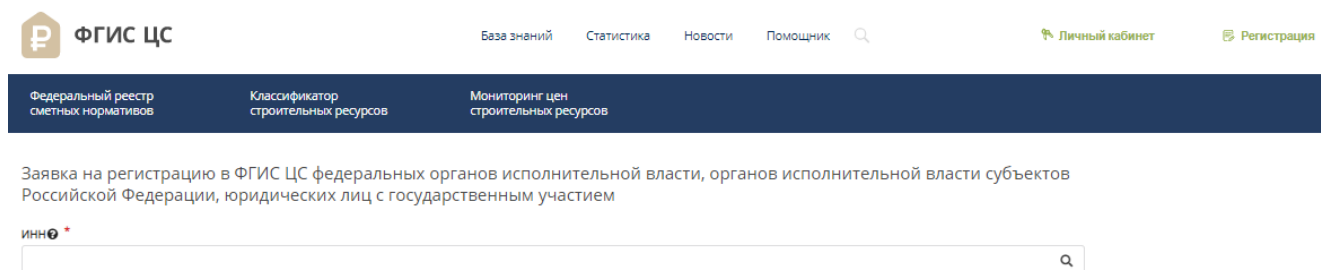 ФГИС ЦС
База знаний Статистика Новости Помощник Личный кабинет Регистрация
Федеральный реестр сметных нормативов
Классификатор строительных ресурсов
Мониторинг цен строительных ресурсов
Заявка на регистрацию в ФГИС ЦС федеральных органов исполнительной власти, органов исполнительной власти субъектов
Российской Федерации, юридических лиц с государственным участием
ИНН *